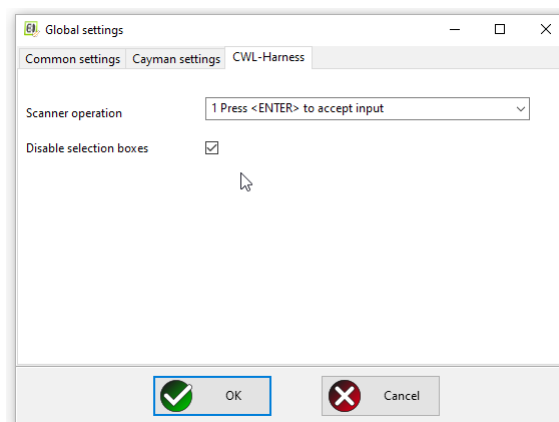 Global settings
Common settings Cayman settings CWL-Harness
Scanner operation 1 Press <ENTER> to accept input
Disable selection boxes
OK Cancel